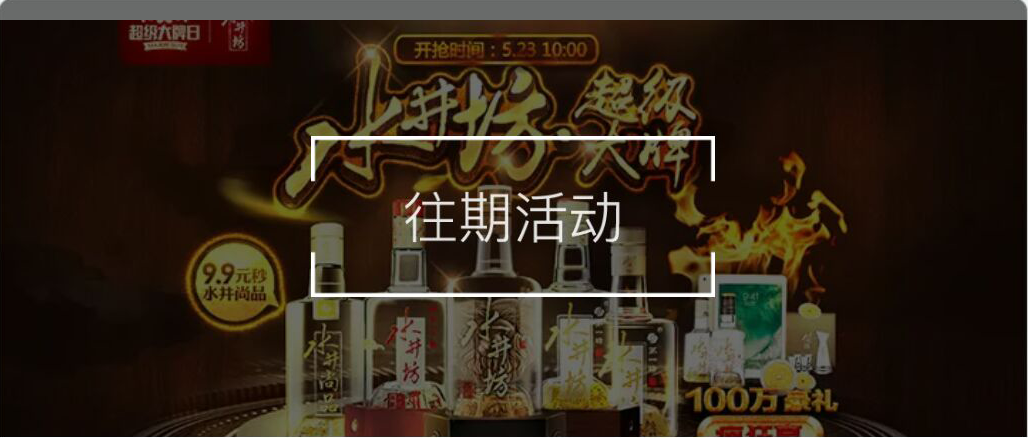 超级大牌日
水井坊
开抢时间：5.23 10:00
水井坊·超级大牌
往期活动
9.9元秒
水井尚品
水井尚品
水井坊
水井坊
水井坊
水井
100万豪礼